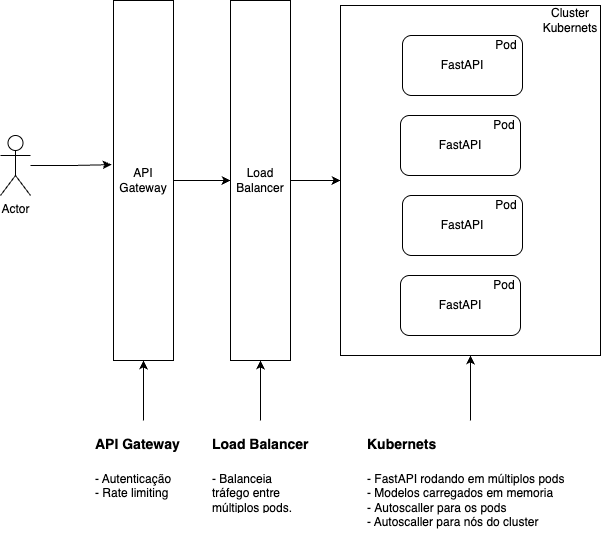 Cluster
Kubernets
Pod
FastAPI
Pod
FastAPI
Pod
FastAPI
Pod
FastAPI
API
Gateway
Load
Balancer
Actor
API Gateway
- Autenticação
- Rate limiting
Load Balancer
- Balanceia
tráfego entre
múltiplos pods.
Kubernets
- FastAPI rodando em múltiplos pods
- Modelos carregados em memoria
- Autoscaller para os pods
- Autoscaller para nós do cluster